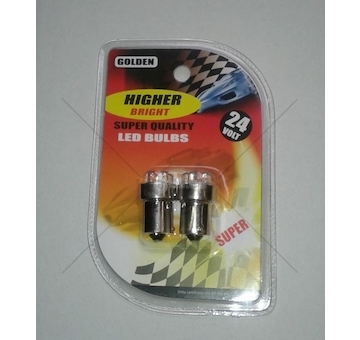 GOLDEN
HIGHER
BRIGHT
SUPER QUALITY
LED BULBS
24
VOLT
SUPER